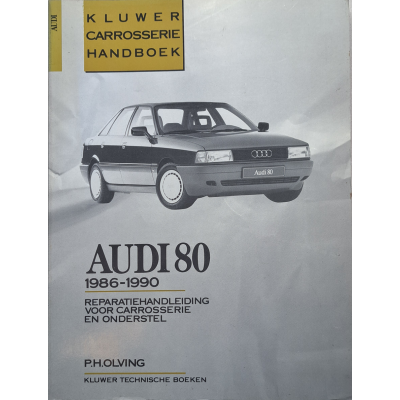 AUDI
KLUWER
CARROSSERIE
HANDBOEK
Audi 80
AUDI 80
1986-1990
REPARATIEHANDLEIDING
VOOR CARROSSERIE
EN ONDERSTEL
P.H.OLVING
KLUWER TECHNISCHE BOEKEN